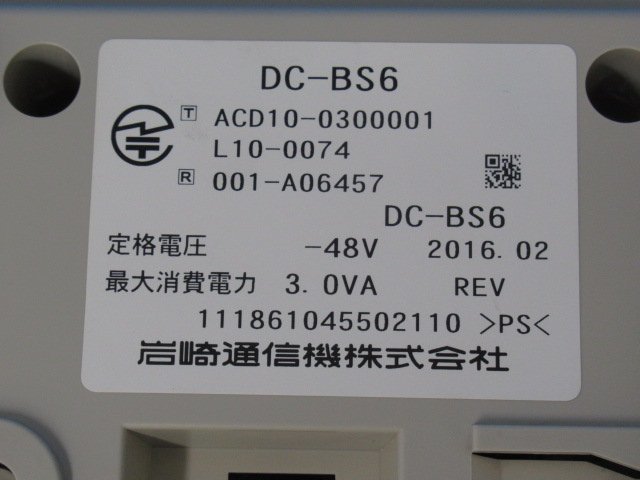 DC-BS6
T ACD10-0300001
L10-0074
R 001-A06457
DC-BS6
定格電圧 -48V 2016.02
最大消費電力 3.0VA REV
111861045502110 >PS<
岩崎通信機株式会社